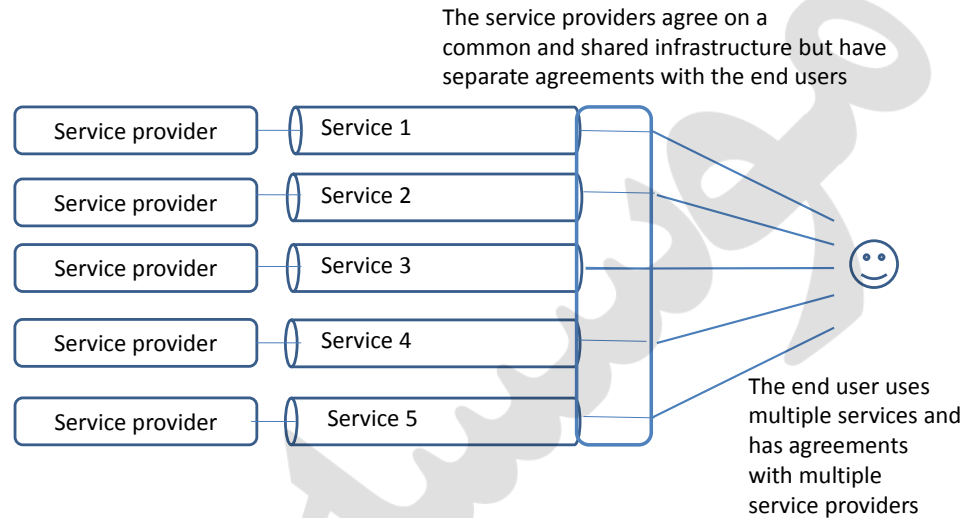 The service providers agree on a
common and shared infrastructure but have
separate agreements with the end users
Service provider
Service 1
Service provider
Service 2
Service provider
Service 3
Service provider
Service 4
Service provider
Service 5
The end user uses
multiple services and
has agreements
with multiple
service providers